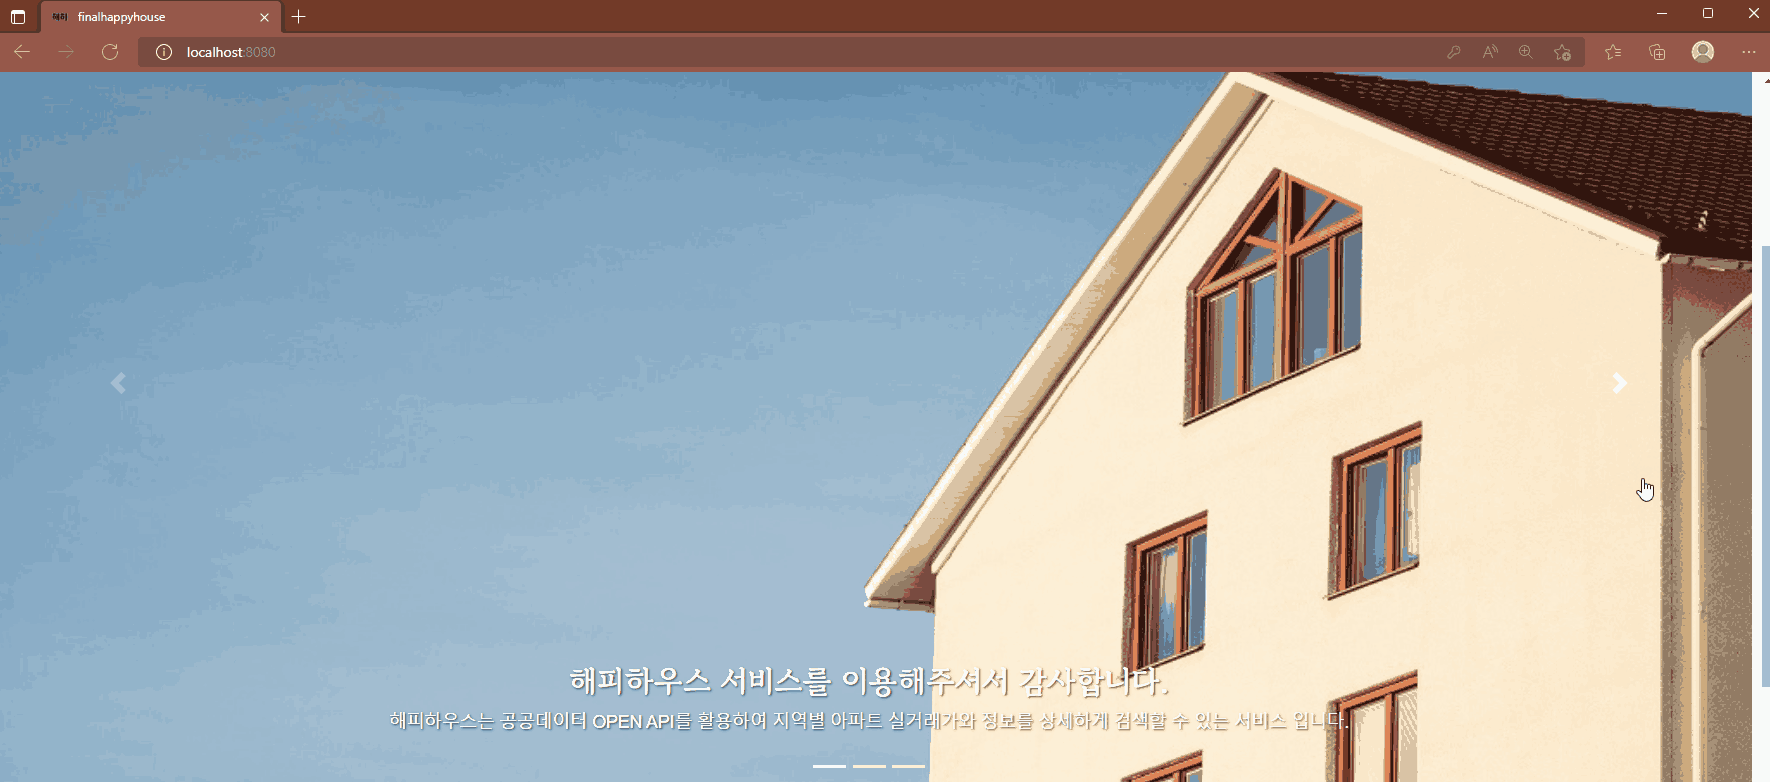 해피 finalhappyhouse
localhost:8080
해피하우스 서비스를 이용해주셔서 감사합니다.
해피하우스는 공공데이터 OPEN API를 활용하여 지역별 아파트 실거래가와 정보를 상세하게 검색할 수 있는 서비스 입니다.